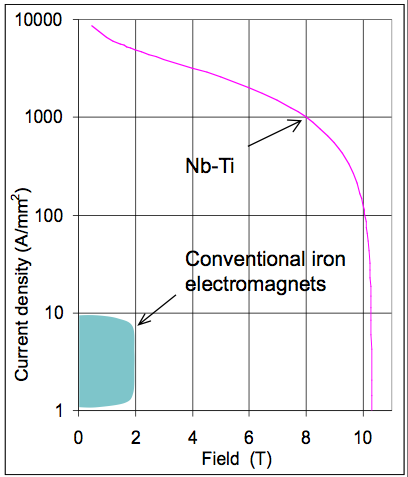 10000
1000
100
10
1
Current density (A/mm²)
Nb-Ti
Conventional iron
electromagnets
0 2 4 6 8 10
Field (T)